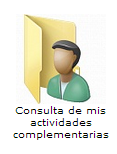 Consulta de mis
actividades
complementarias